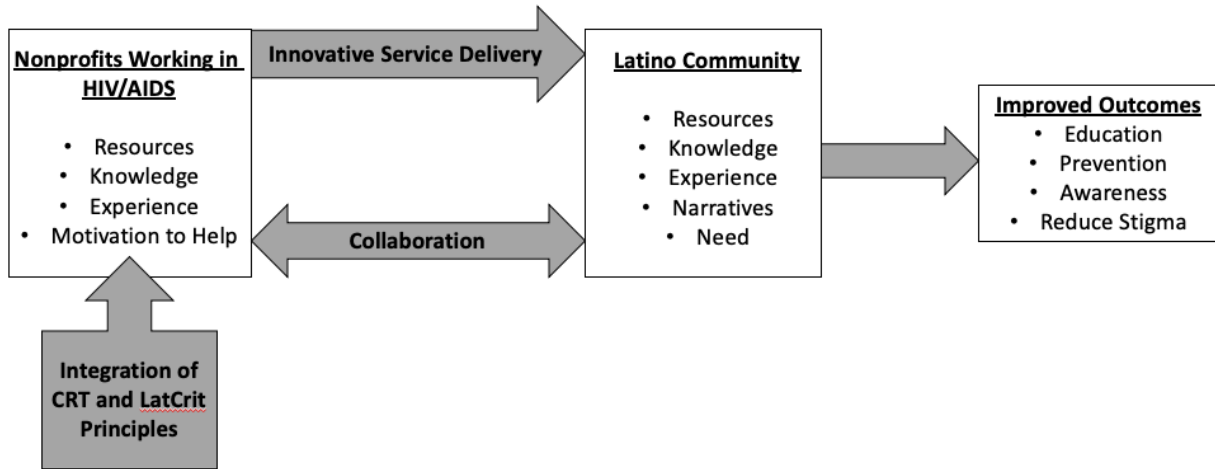 Nonprofits Working in
HIV/AIDS
• Resources
• Knowledge
• Experience
• Motivation to Help
Innovative Service Delivery
Collaboration
Integration of
CRT and LatCrit
Principles
Latino Community
• Resources
• Knowledge
• Experience
• Narratives
• Need
Improved Outcomes
• Education
• Prevention
• Awareness
• Reduce Stigma